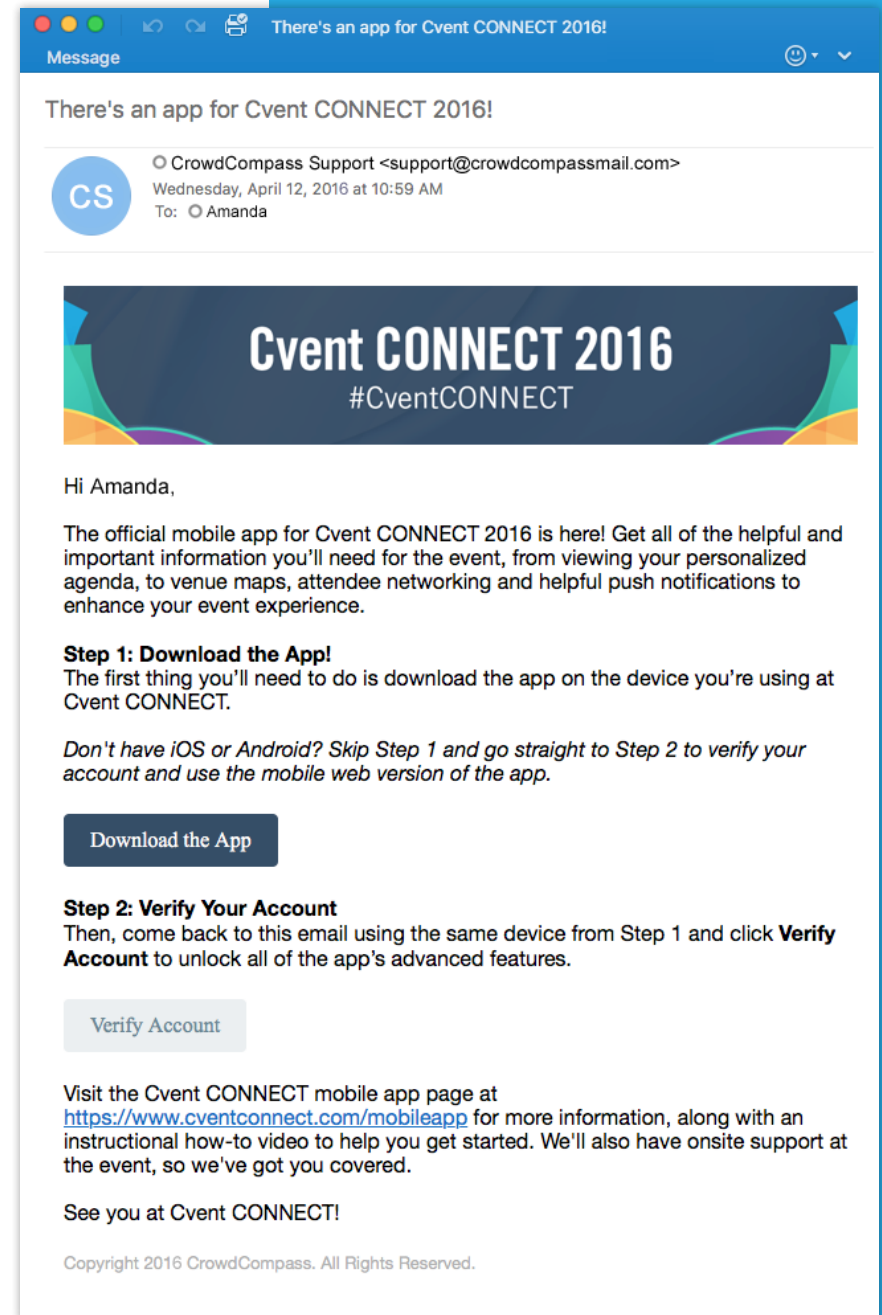 There's an app for Cvent CONNECT 2016!
Message
There's an app for Cvent CONNECT 2016!
CS
CrowdCompass Support <support@crowdcompassmail.com>
Wednesday, April 12, 2016 at 10:59 AM
To: Amanda
Cvent CONNECT 2016
#CventCONNECT
Hi Amanda,
The official mobile app for Cvent CONNECT 2016 is here! Get all of the helpful and
important information you'll need for the event, from viewing your personalized
agenda, to venue maps, attendee networking and helpful push notifications to
enhance your event experience.
Step 1: Download the App!
The first thing you'll need to do is download the app on the device you're using at
Cvent CONNECT.
Don't have iOS or Android? Skip Step 1 and go straight to Step 2 to verify your
account and use the mobile web version of the app.
Download the App
Step 2: Verify Your Account
Then, come back to this email using the same device from Step 1 and click Verify
Account to unlock all of the app's advanced features.
Verify Account
Visit the Cvent CONNECT mobile app page at
https://www.cventconnect.com/mobileapp for more information, along with an
instructional how-to video to help you get started. We'll also have onsite support at
the event, so we've got you covered.
See you at Cvent CONNECT!
Copyright 2016 CrowdCompass. All Rights Reserved.